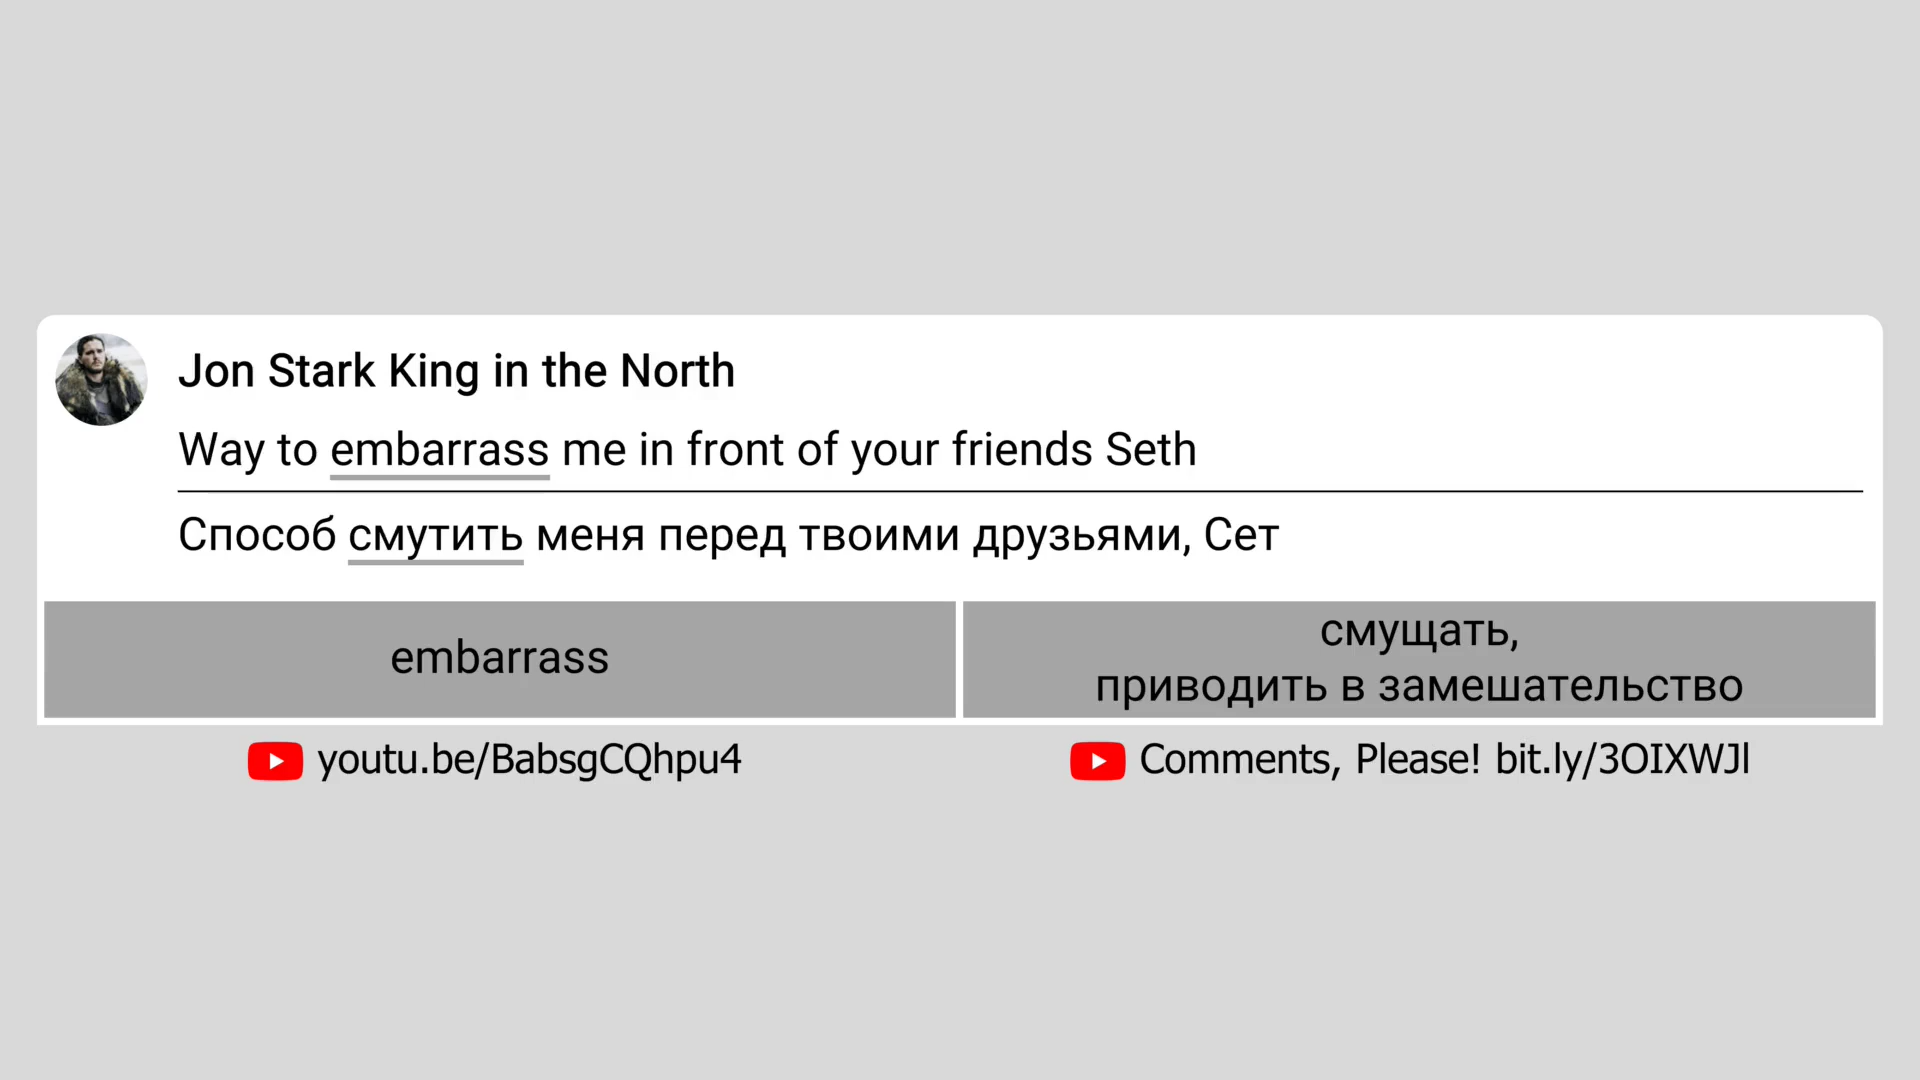 Jon Stark King in the North
Way to embarrass me in front of your friends Seth
Способ смутить меня перед твоими друзьями, Сет
embarrass
смущать,
приводить в замешательство
youtu.be/BabsgCQhpu4
Comments, Please! bit.ly/3OIXWJl